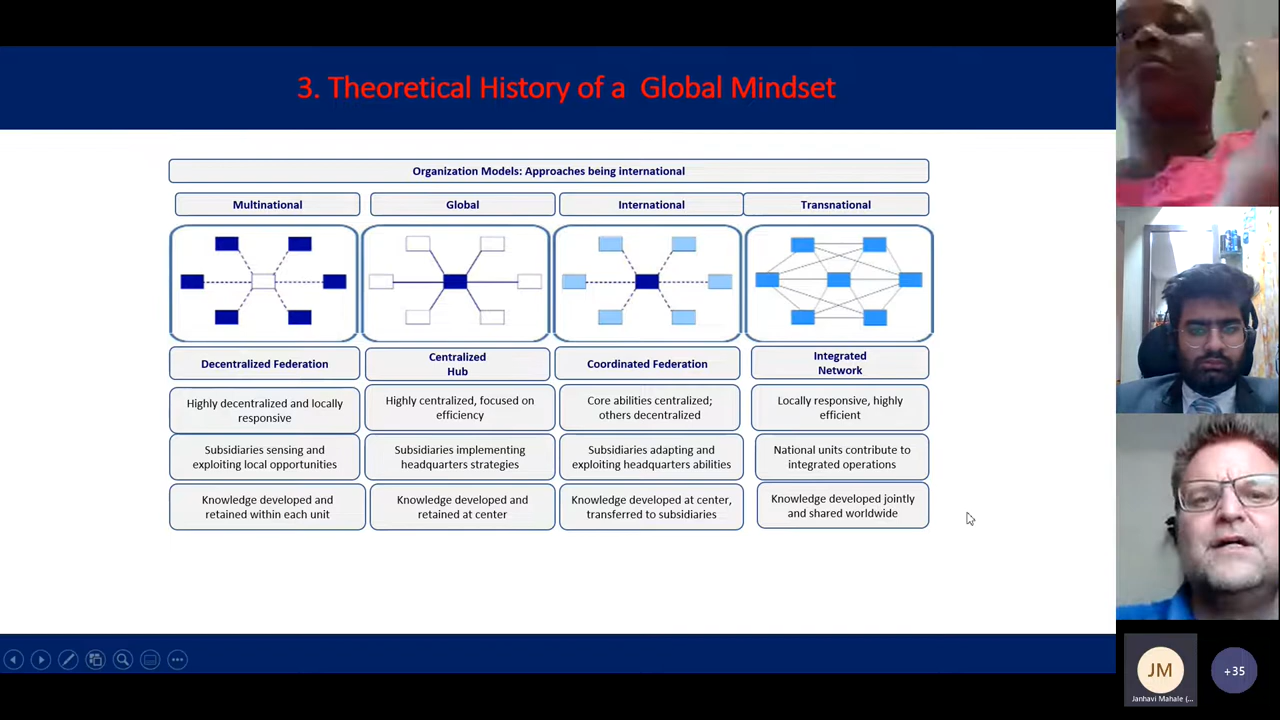 3. Theoretical History of a Global Mindset
Organization Models: Approaches being international
Multinational
Global
International
Transnational
Decentralized Federation
Centralized
Hub
Coordinated Federation
Integrated
Network
Highly decentralized and locally
responsive
Highly centralized, focused on
efficiency
Core abilities centralized;
others decentralized
Locally responsive, highly
efficient
Subsidiaries sensing and
exploiting local opportunities
Subsidiaries implementing
headquarters strategies
Subsidiaries adapting and
exploiting headquarters abilities
National units contribute to
integrated operations
Knowledge developed and
retained within each unit
Knowledge developed and
retained at center
Knowledge developed at center,
transferred to subsidiaries
Knowledge developed jointly
and shared worldwide
JM
Janhavi Mahale (...
+35